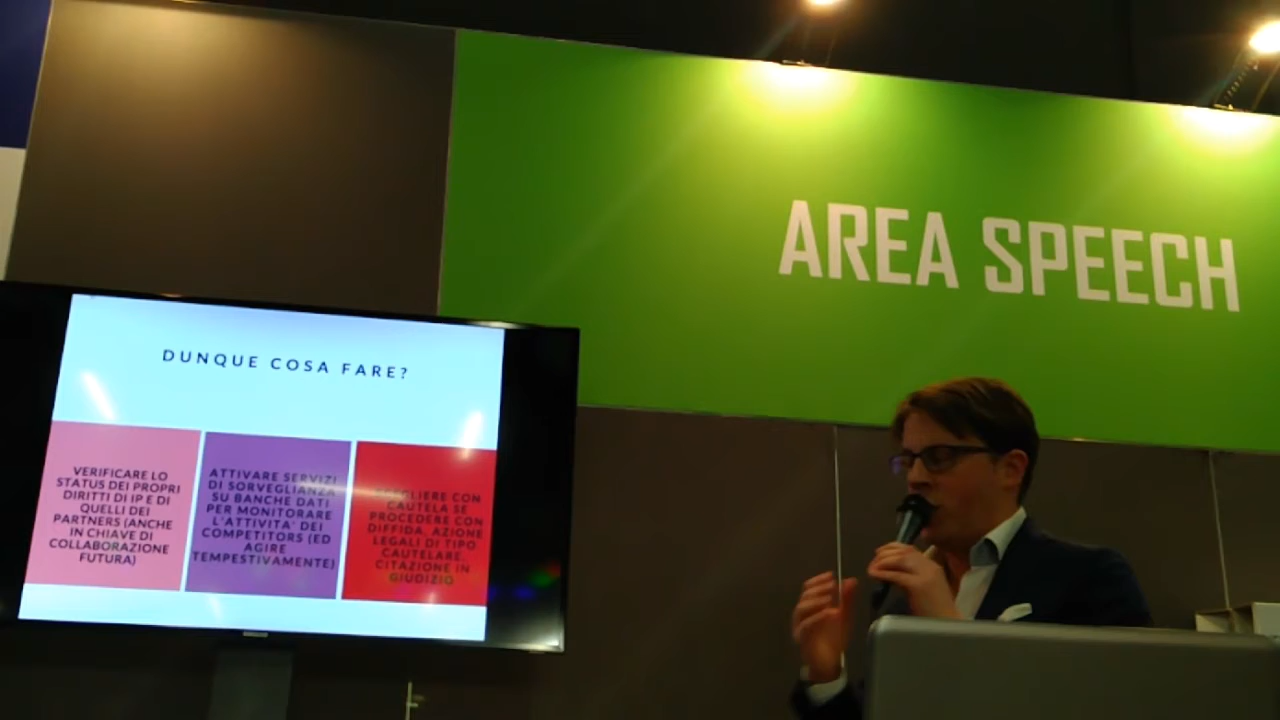 AREA SPEECH
DUNQUE COSA FARE?
VERIFICARE LO
STATUS DEI PROPRI
DIRITTI DI IP E DI
QUELLI DEI
PARTNERS (ANCHE
IN CHIAVE DI
COLLABORAZIONE
FUTURA)
ATTIVARE SERVIZI
DI SORVEGLIANZA
SU BANCHE DATI
PER MONITORARE
L'ATTIVITA' DEI
COMPETITORS (ED
AGIRE
TEMPESTIVAMENTE)
CON
CAUTELA SE
PROCEDERE CON
DIFFIDA, AZIONE
LEGALI DI TIPO
CAUTELARE,
CITAZIONE IN
GIUDIZIO